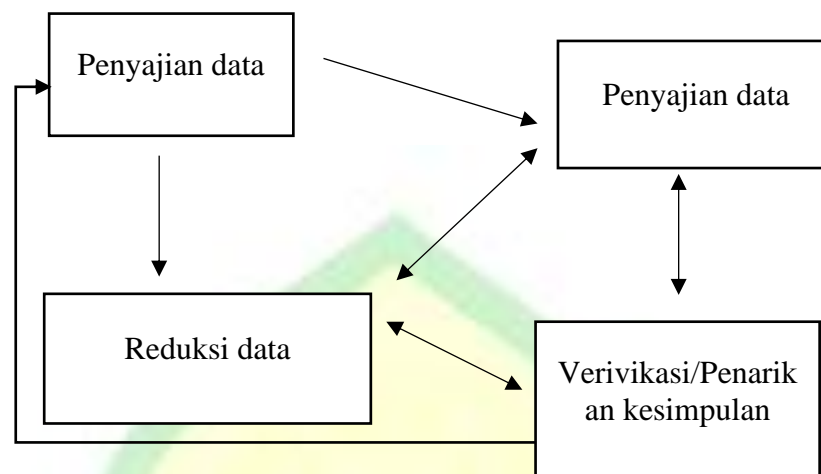 Penyajian data
Penyajian data
Reduksi data
Verivikasi/Penarik
an kesimpulan